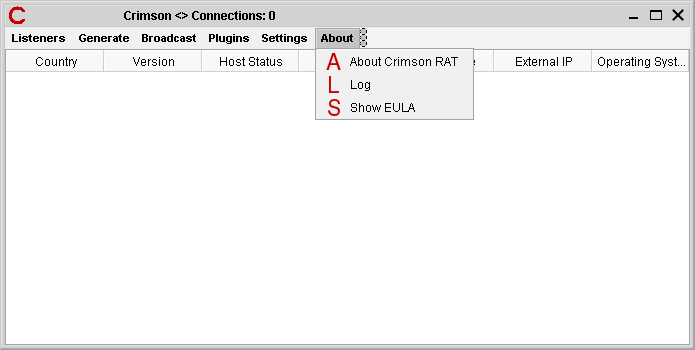 C Crimson <> Connections: 0
Listeners Generate Broadcast Plugins Settings About
Country Version Host Status External IP Operating Syst...
A About Crimson RAT
L Log
S Show EULA